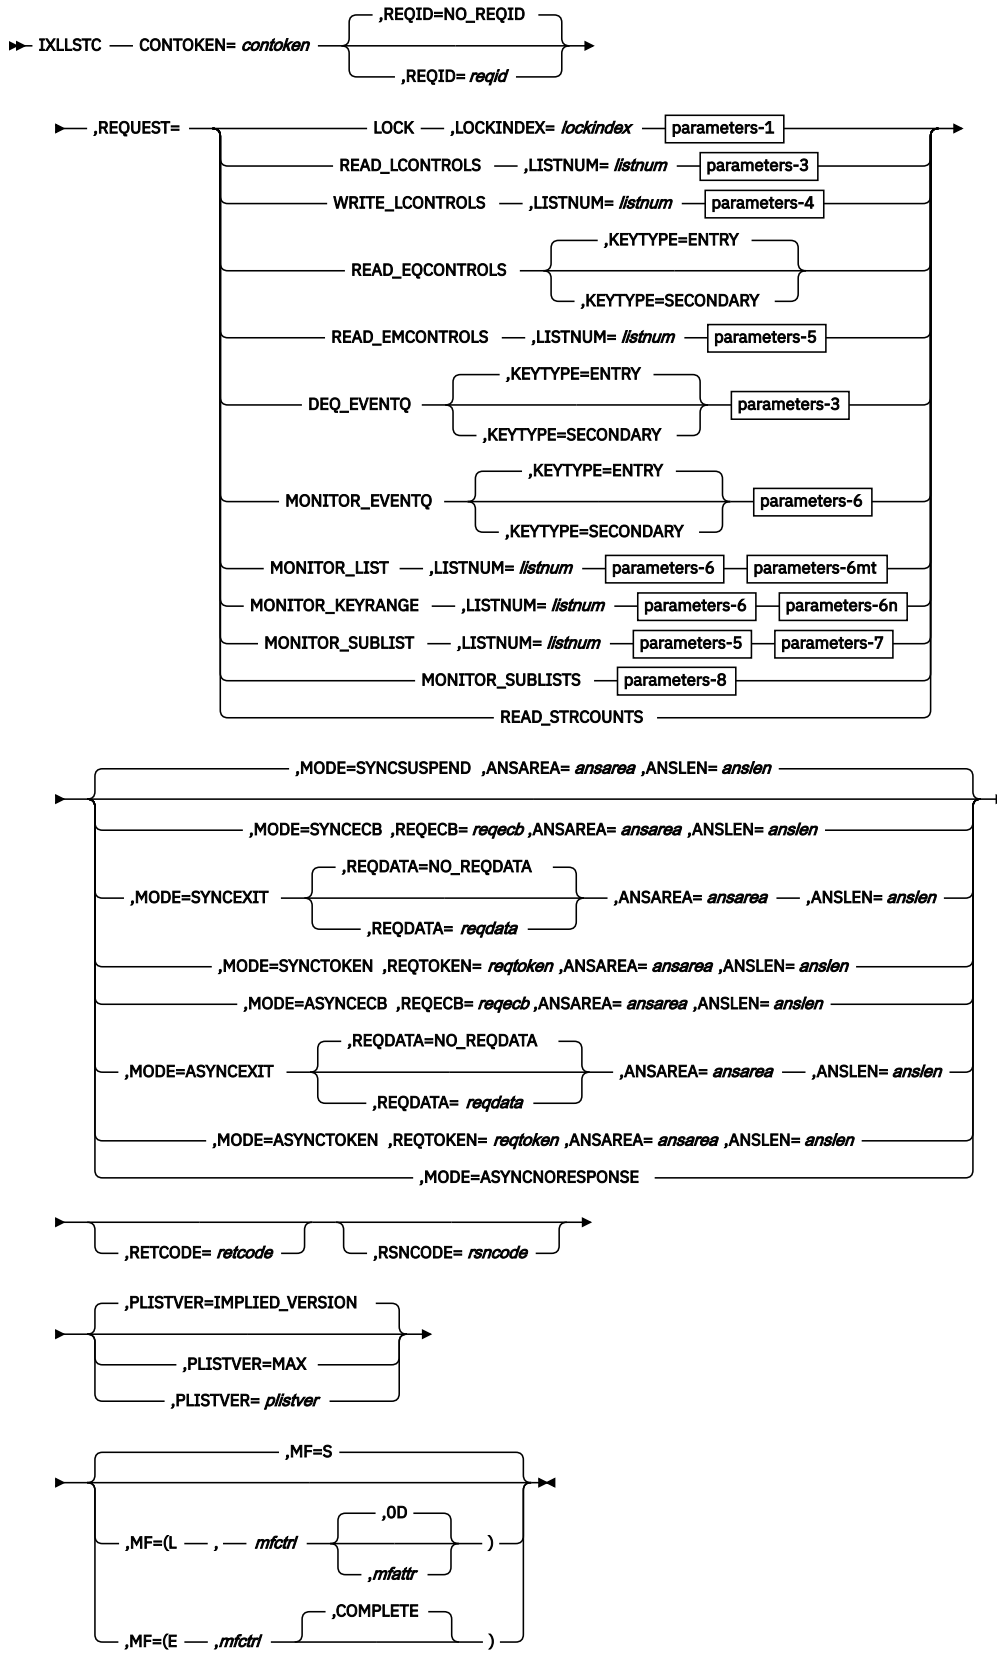 ,REQID=NO_REQID
IXLLSTC CONTOKEN= contoken
,REQID= reqid
,REQUEST= LOCK ,LOCKINDEX= lockindex parameters-1
READ_LCONTROLS ,LISTNUM= listnum parameters-3
WRITE_LCONTROLS ,LISTNUM= listnum parameters-4
,KEYTYPE=ENTRY
READ_EQCONTROLS
,KEYTYPE=SECONDARY
READ_EMCONTROLS ,LISTNUM= listnum parameters-5
,KEYTYPE=ENTRY
DEQ_EVENTQ parameters-3
,KEYTYPE=SECONDARY
,KEYTYPE=ENTRY
MONITOR_EVENTQ parameters-6
,KEYTYPE=SECONDARY
MONITOR_LIST ,LISTNUM= listnum parameters-6 parameters-6mt
MONITOR_KEYRANGE ,LISTNUM= listnum parameters-6 parameters-6n
MONITOR_SUBLIST ,LISTNUM= listnum parameters-5 parameters-7
MONITOR_SUBLISTS parameters-8
READ_STRCOUNTS
,MODE=SYNCSUSPEND ,ANSAREA= ansarea ,ANSLEN= anslen
,MODE=SYNCECB ,REQECB= reqecb ,ANSAREA= ansarea ,ANSLEN= anslen
,REQDATA=NO_REQDATA
,MODE=SYNCEXIT ,ANSAREA= ansarea ,ANSLEN= anslen
,REQDATA= reqdata
,MODE=SYNCTOKEN ,REQTOKEN= reqtoken ,ANSAREA= ansarea ,ANSLEN= anslen
,MODE=ASYNCECB ,REQECB= reqecb ,ANSAREA= ansarea ,ANSLEN= anslen
,REQDATA=NO_REQDATA
,MODE=ASYNCEXIT ,ANSAREA= ansarea ,ANSLEN= anslen
,REQDATA= reqdata
,MODE=ASYNCTOKEN ,REQTOKEN= reqtoken ,ANSAREA= ansarea ,ANSLEN= anslen
,MODE=ASYNCNORESPONSE
,RETCODE= retcode ,RSNCODE= rsncode
,PLISTVER=IMPLIED_VERSION
,PLISTVER=MAX
,PLISTVER= plistver
,MF=S
,0D
,MF=(L , mfctrl )
,mfattr
,COMPLETE
,MF=(E ,mfctrl )